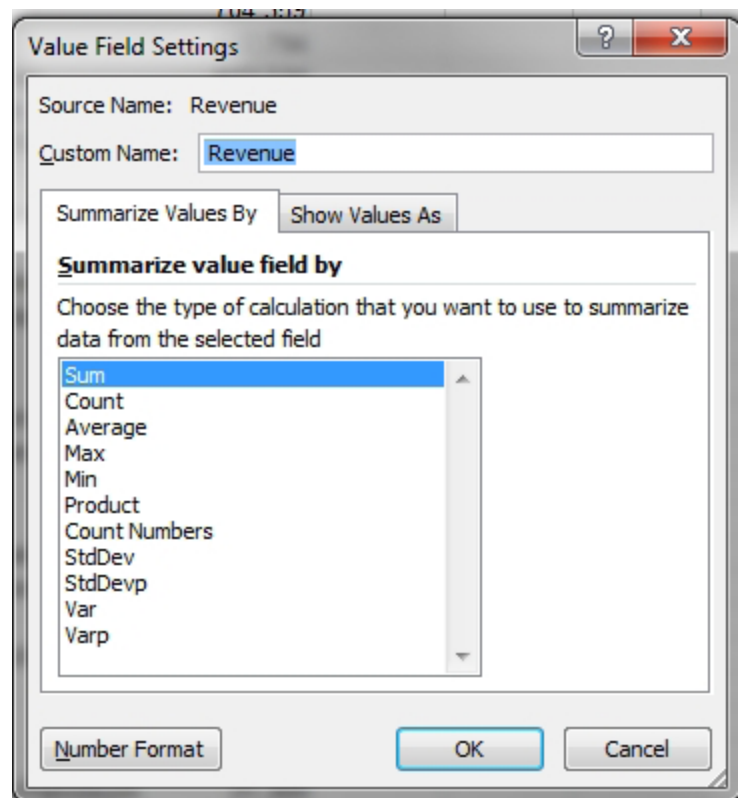 Value Field Settings
Source Name: Revenue
Custom Name: Revenue
Summarize Values By Show Values As
Summarize value field by
Choose the type of calculation that you want to use to summarize
data from the selected field
Sum
Count
Average
Max
Min
Product
Count Numbers
StdDev
StdDevp
Var
Varp
Number Format OK Cancel